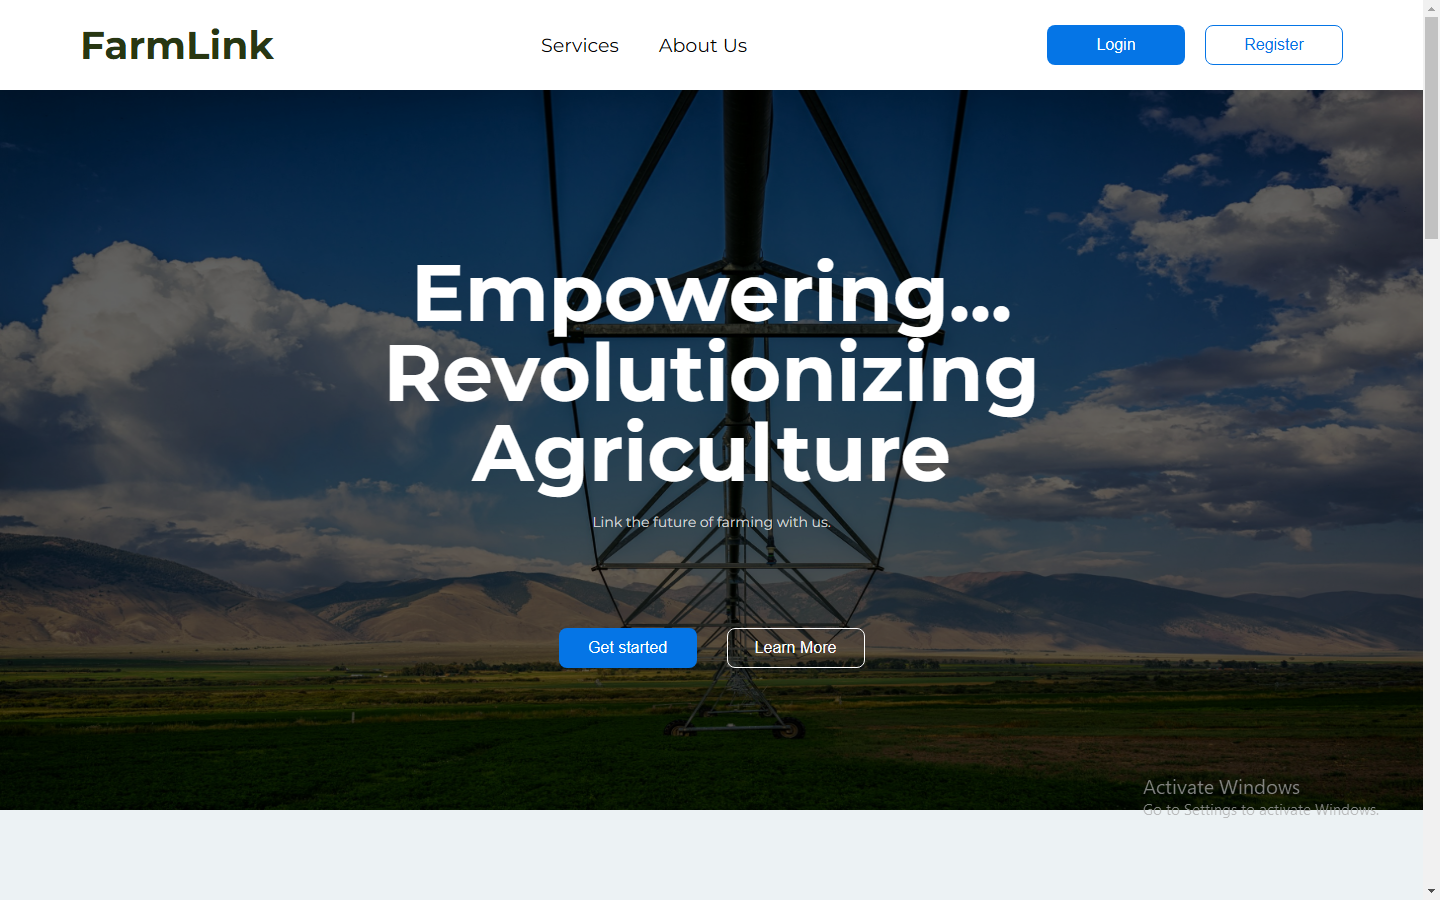 FarmLink
Services
About Us
Login
Register
Empowering...
Revolutionizing
Agriculture
Link the future of farming with us.
Get started
Learn More
Activate Windows
Go to Settings to activate Windows.